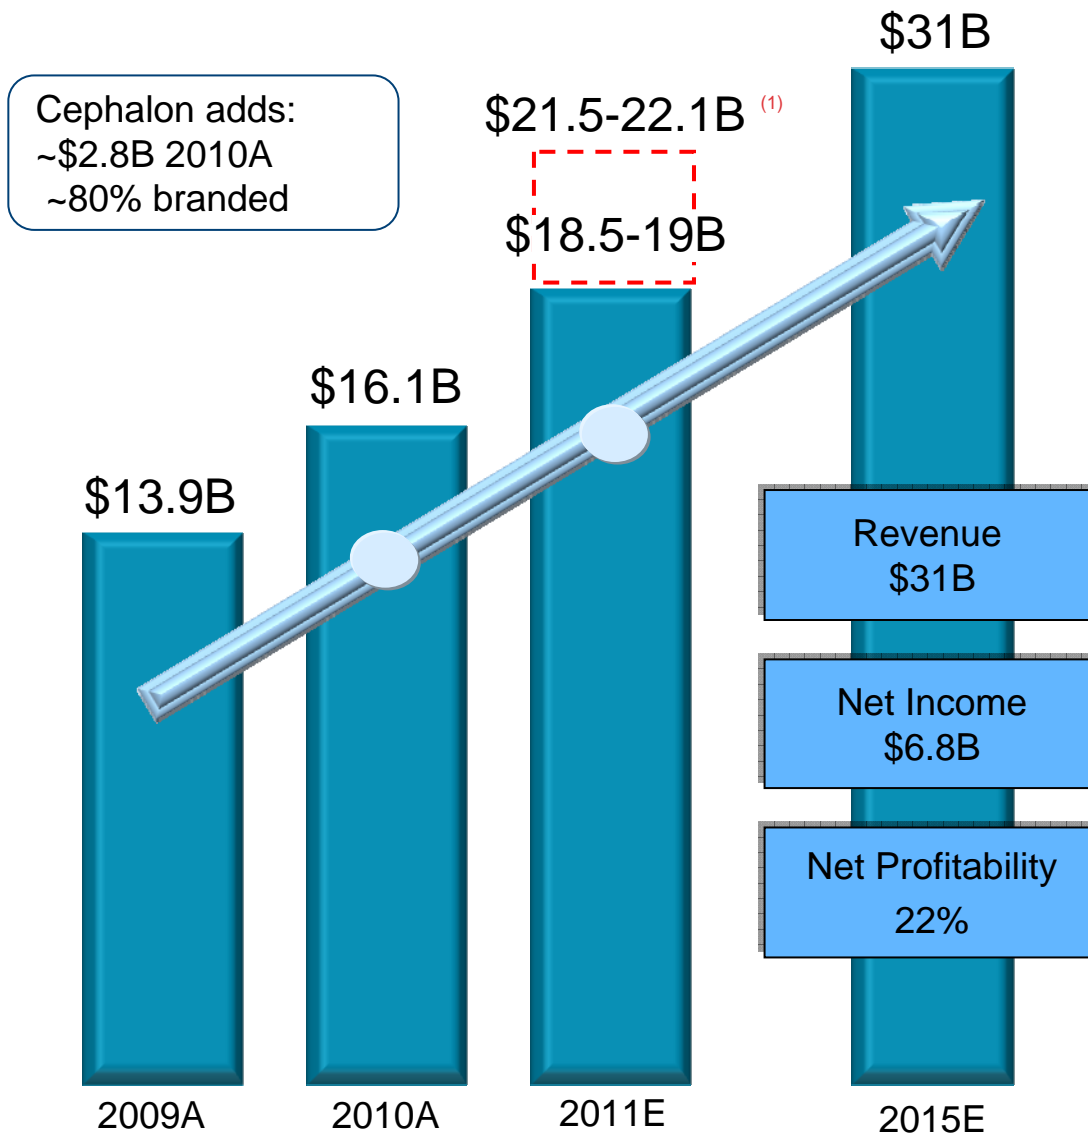 $31B
Cephalon adds:
~$2.8B 2010A
~80% branded
$21.5-22.1B (1)
$18.5-19B
$16.1B
$13.9B
Revenue
$31B
Net Income
$6.8B
Net Profitability
22%
2009A
2010A
2011E
2015E